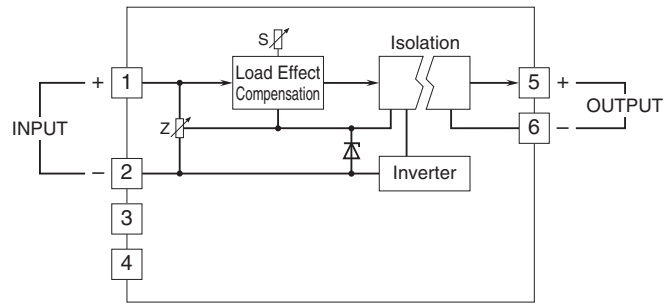 S
Isolation
+
1
Load Effect
Compensation
5
+
INPUT
Z
OUTPUT
6
−
−
2
Inverter
3
4